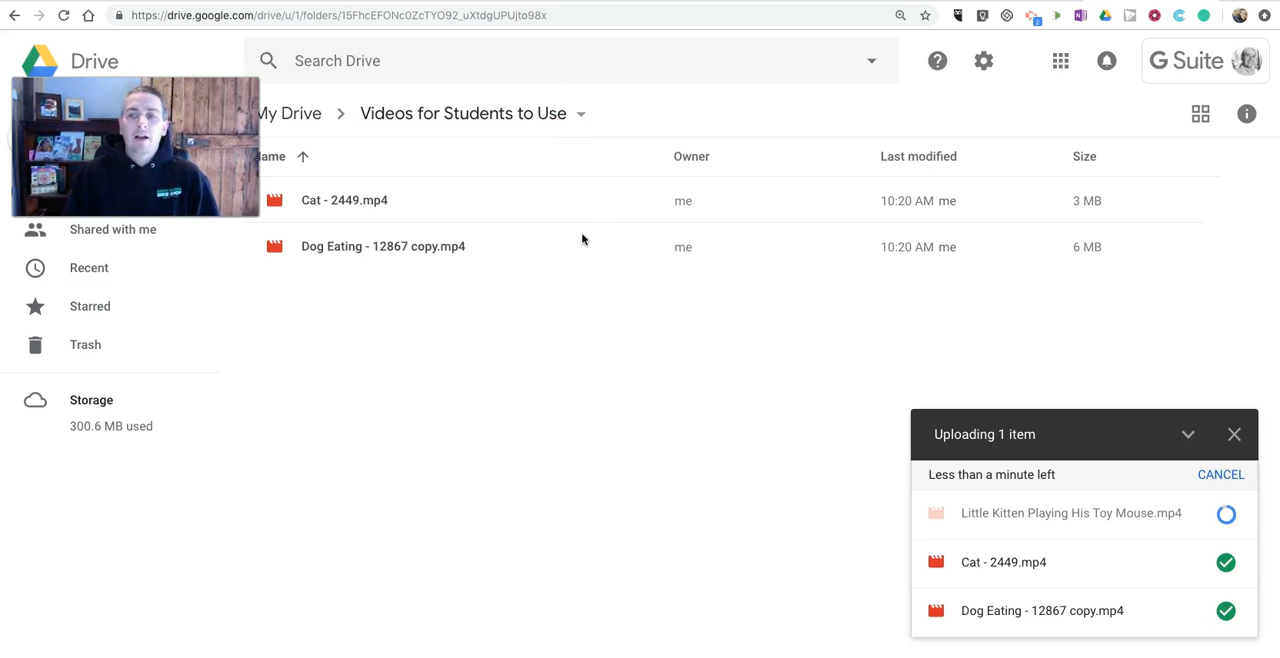 https://drive.google.com/drive/u/1/folders/15FhcEFONc0ZcTYO92_uXtdgUPUjto98x
2
Drive
Search Drive
G Suite
My Drive > Videos for Students to Use
Name
Owner
Last modified
Size
Cat - 2449.mp4
me
10:20 AM me
3 MB
Dog Eating - 12867 copy.mp4
me
10:20 AM me
6 MB
Shared with me
Recent
Starred
Trash
Storage
300.6 MB used
Uploading 1 item
Less than a minute left
CANCEL
Little Kitten Playing His Toy Mouse.mp4
Cat - 2449.mp4
Dog Eating - 12867 copy.mp4